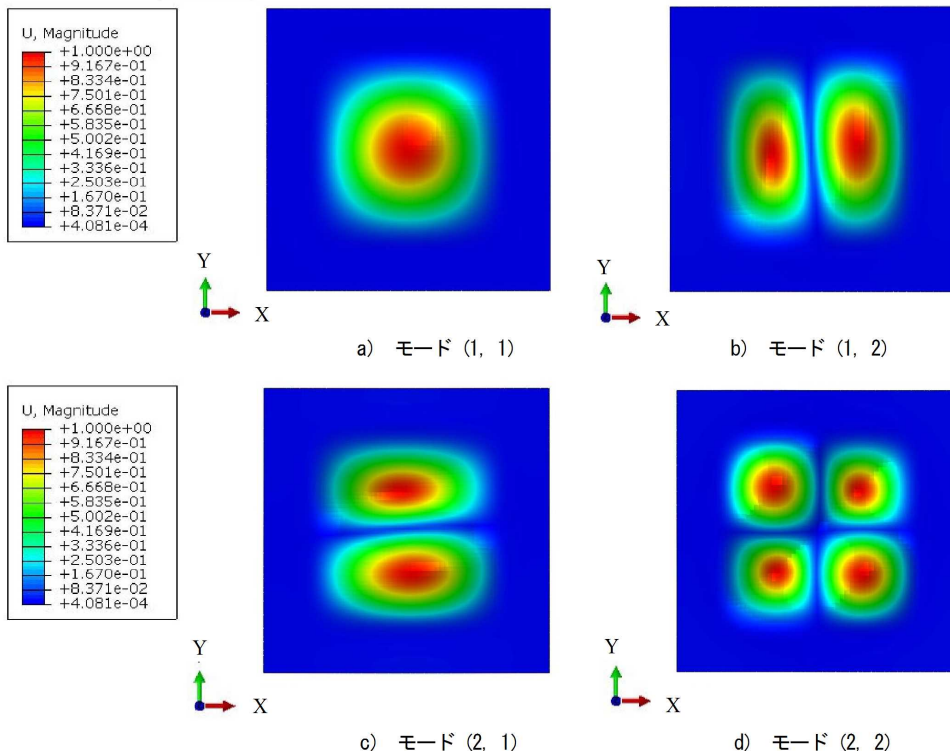 U, Magnitude
+1.000e+00
+9.167e-01
+8.334e-01
+7.501e-01
+6.668e-01
+5.835e-01
+5.002e-01
+4.169e-01
+3.336e-01
+2.503e-01
+1.670e-01
+8.371e-02
+4.081e-04
Y
X
a) モード (1, 1)
Y
X
b) モード (1, 2)
U, Magnitude
+1.000e+00
+9.167e-01
+8.334e-01
+7.501e-01
+6.668e-01
+5.835e-01
+5.002e-01
+4.169e-01
+3.336e-01
+2.503e-01
+1.670e-01
+8.371e-02
+4.081e-04
Y
X
c) モード (2, 1)
Y
X
d) モード (2, 2)